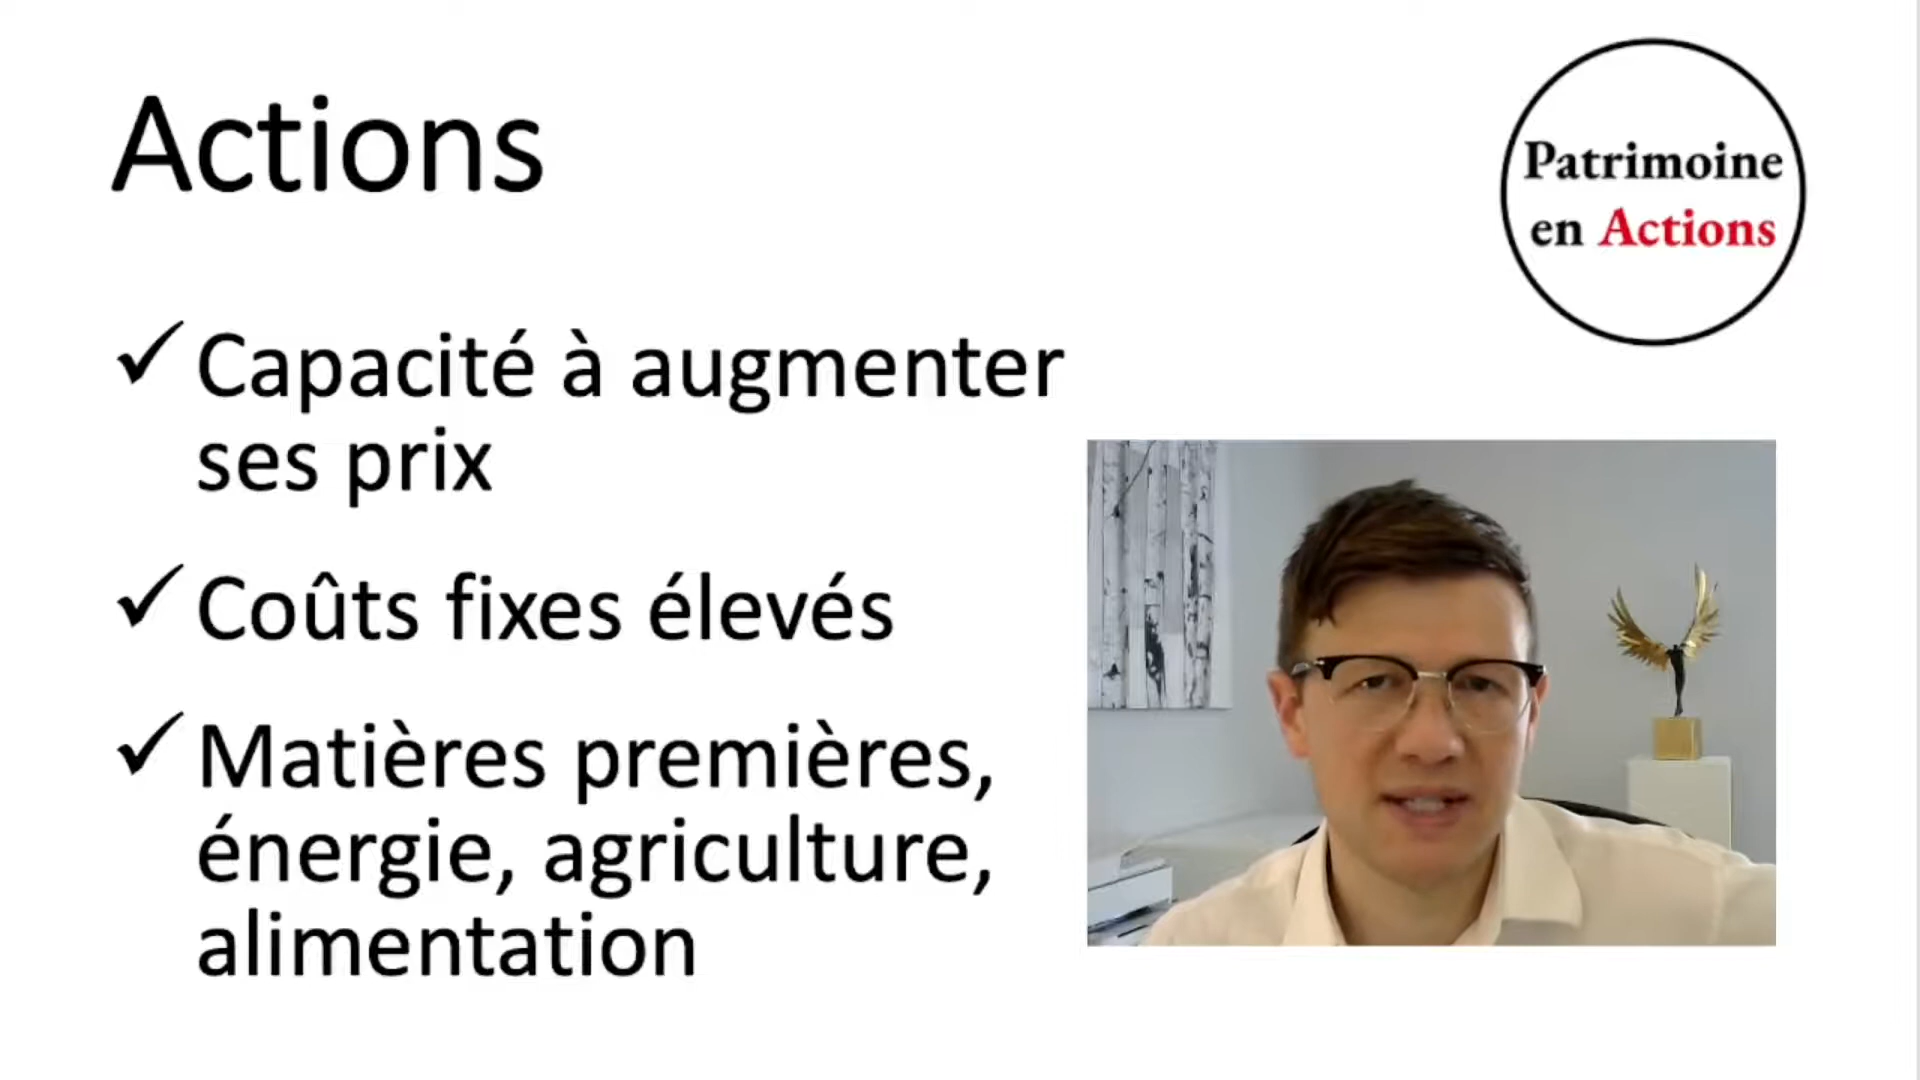 Actions
Patrimoine
en Actions
Capacité à augmenter
ses prix
Coûts fixes élevés
Matières premières,
énergie, agriculture,
alimentation